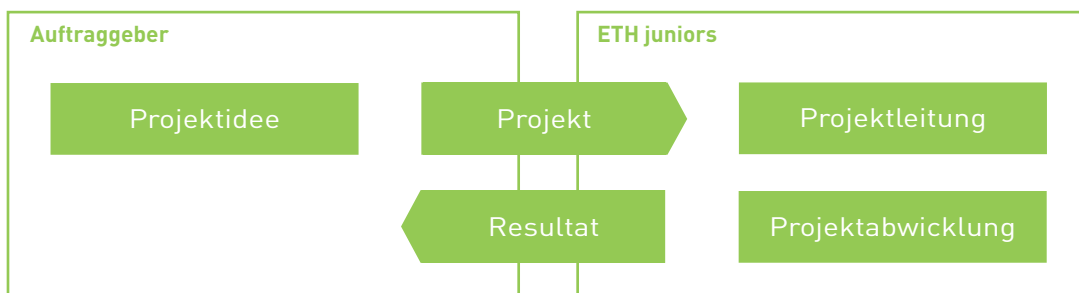 Auftraggeber
ETH juniors
Projektidee
Projekt
Projektleitung
Resultat
Projektabwicklung